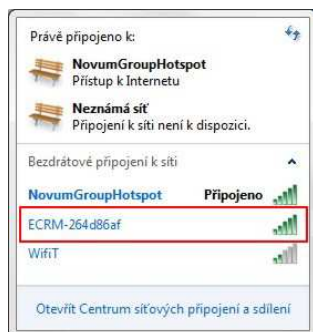 Právě připojeno k:
NovumGroupHotspot
Přístup k Internetu
Neznámá síť
Připojení k síti není k dispozici.
Bezdrátové připojení k síti
NovumGroupHotspot Připojeno
ECRM-264d86af
WifiT
Otevřít Centrum síťových připojení a sdílení